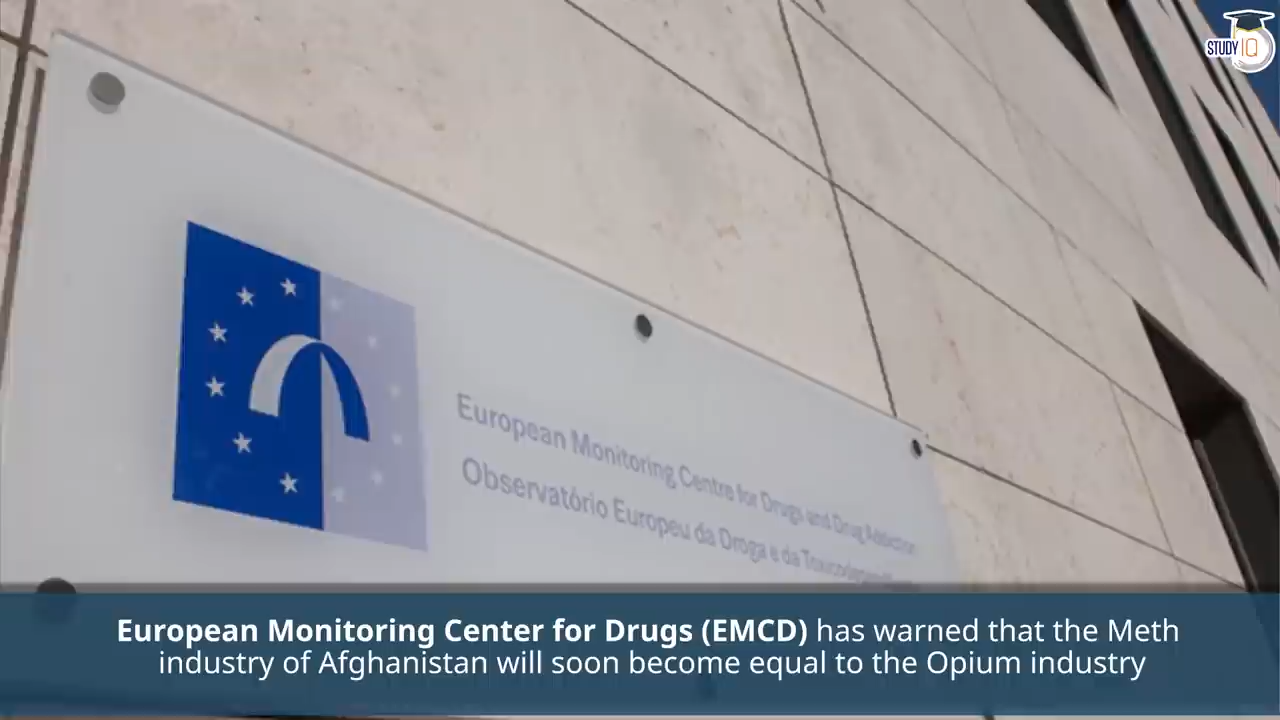 STUDY IQ
European Monitoring Centre for Drugs and Drug Addiction
Observatório Europeu da Droga e da
European Monitoring Center for Drugs (EMCD) has warned that the Meth
industry of Afghanistan will soon become equal to the Opium industry